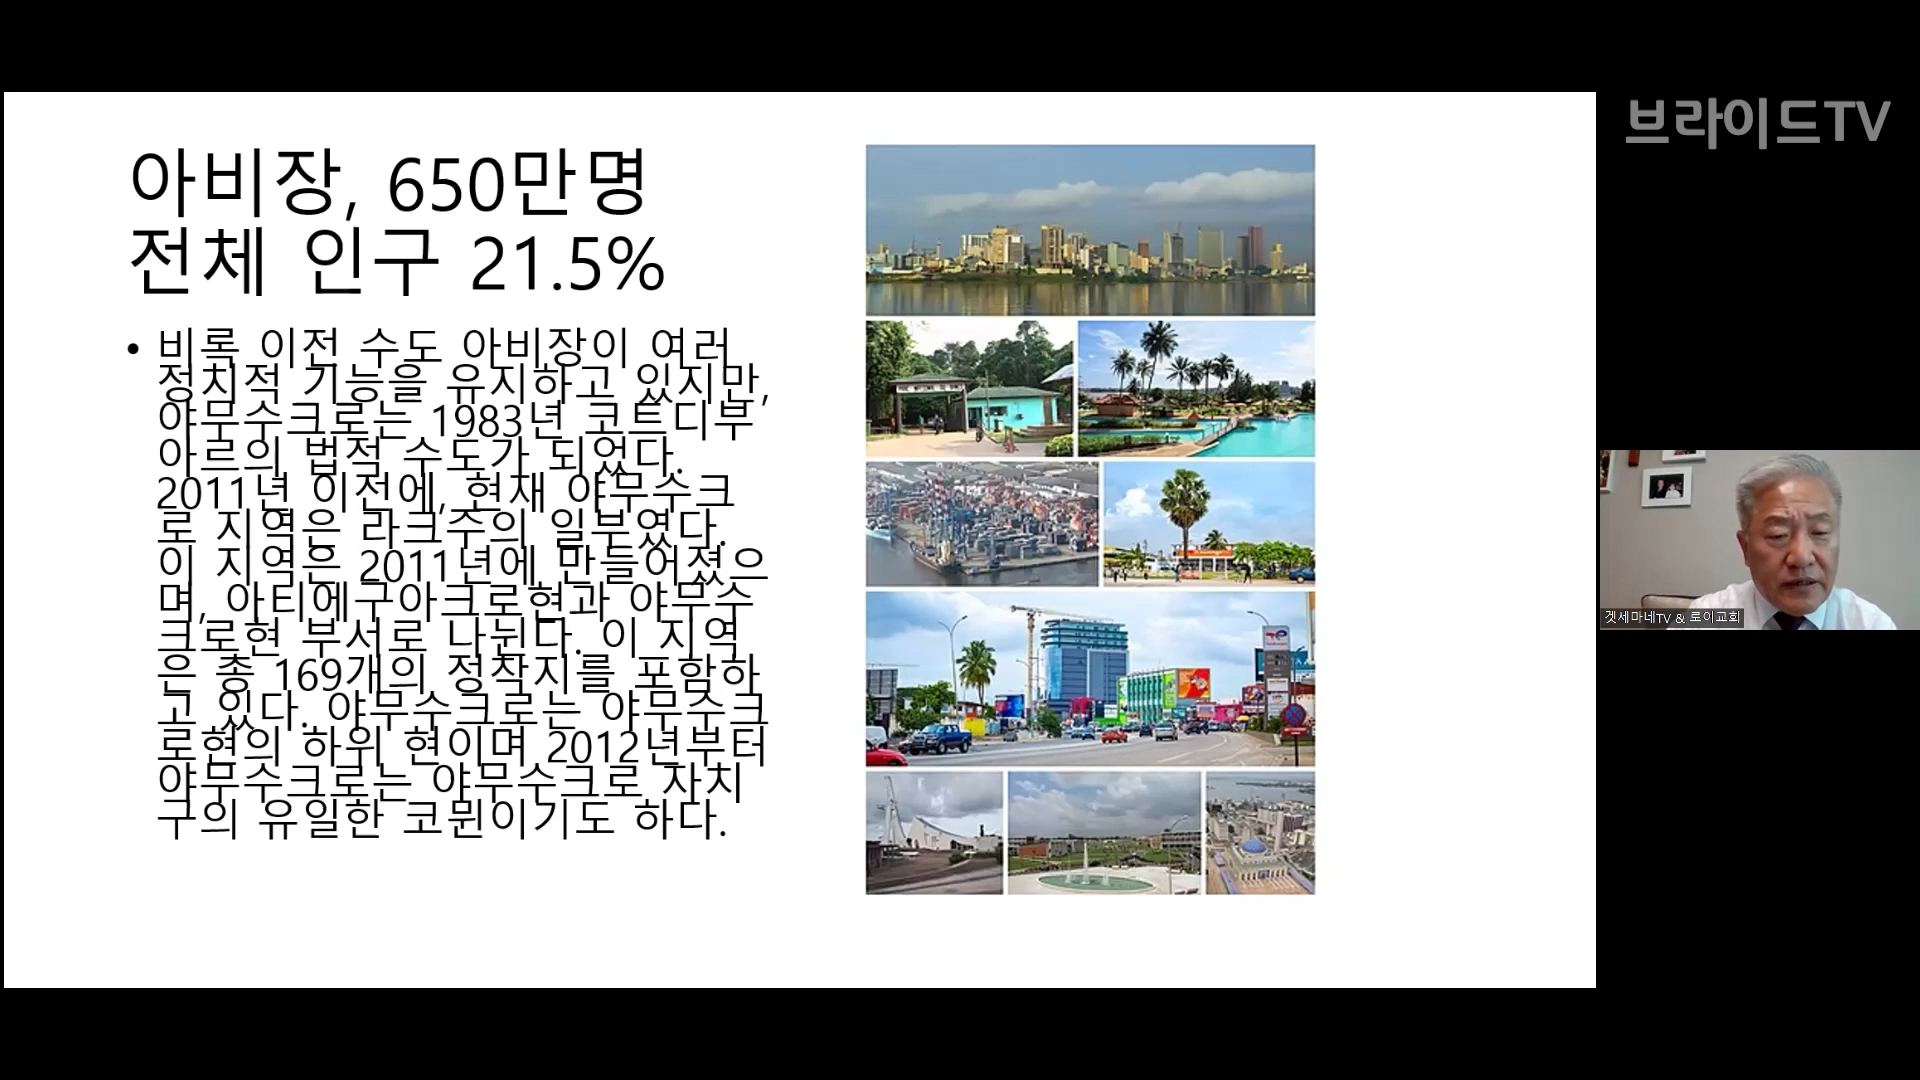 브라이드TV
아비장, 650만명
전체 인구 21.5%
• 비록 이전 수도 아비장이 여러
정치적 기능을 유지하고 있지만,
야무수크로는 1983년 코트디부
아르의 법적 수도가 되었다.
2011년 이전에, 현재 야무수크
로 지역은 라크주의 일부였다.
이 지역은 2011년에 만들어졌으
며, 아티에구아크로현과 야무수
크로현 부서로 나뉜다. 이 지역
은 총 169개의 정착지를 포함하
고 있다. 야무수크로는 야무수크
로현의 하위 현이며 2012년부터
야무수크로는 야무수크로 자치
구의 유일한 코뮌이기도 하다.
겟세마네TV & 로이교회